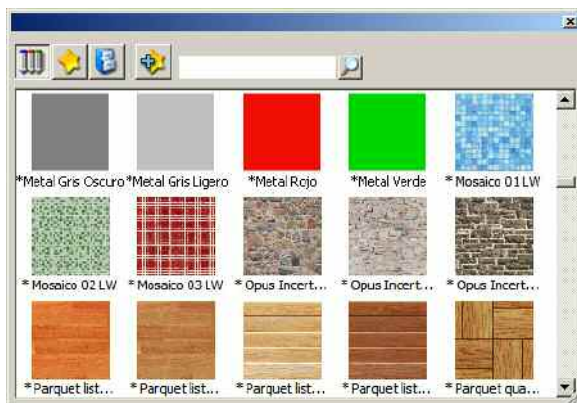 *Metal Gris Oscuro *Metal Gris Ligero *Metal Rojo *Metal Verde * Mosaico 01 LW
* Mosaico 02 LW * Mosaico 03 LW * Opus Incert... * Opus Incert... * Opus Incert...
* Parquet list... * Parquet list... * Parquet list... * Parquet list... * Parquet qua...